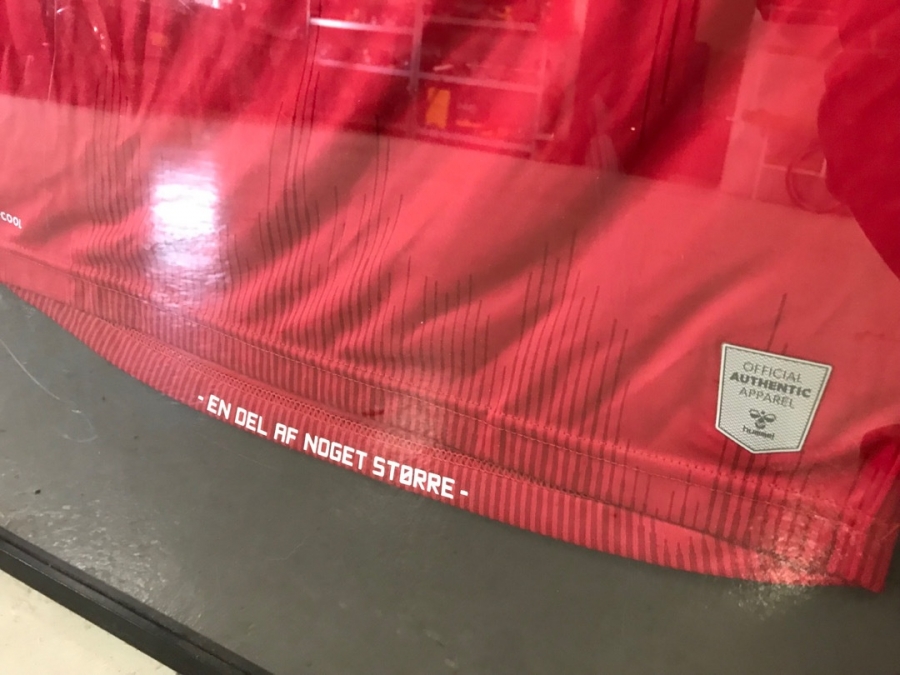 -COOL
- EN DEL AF NOGET STØRRE -
OFFICIAL
AUTHENTIC
APPAREL
hummel